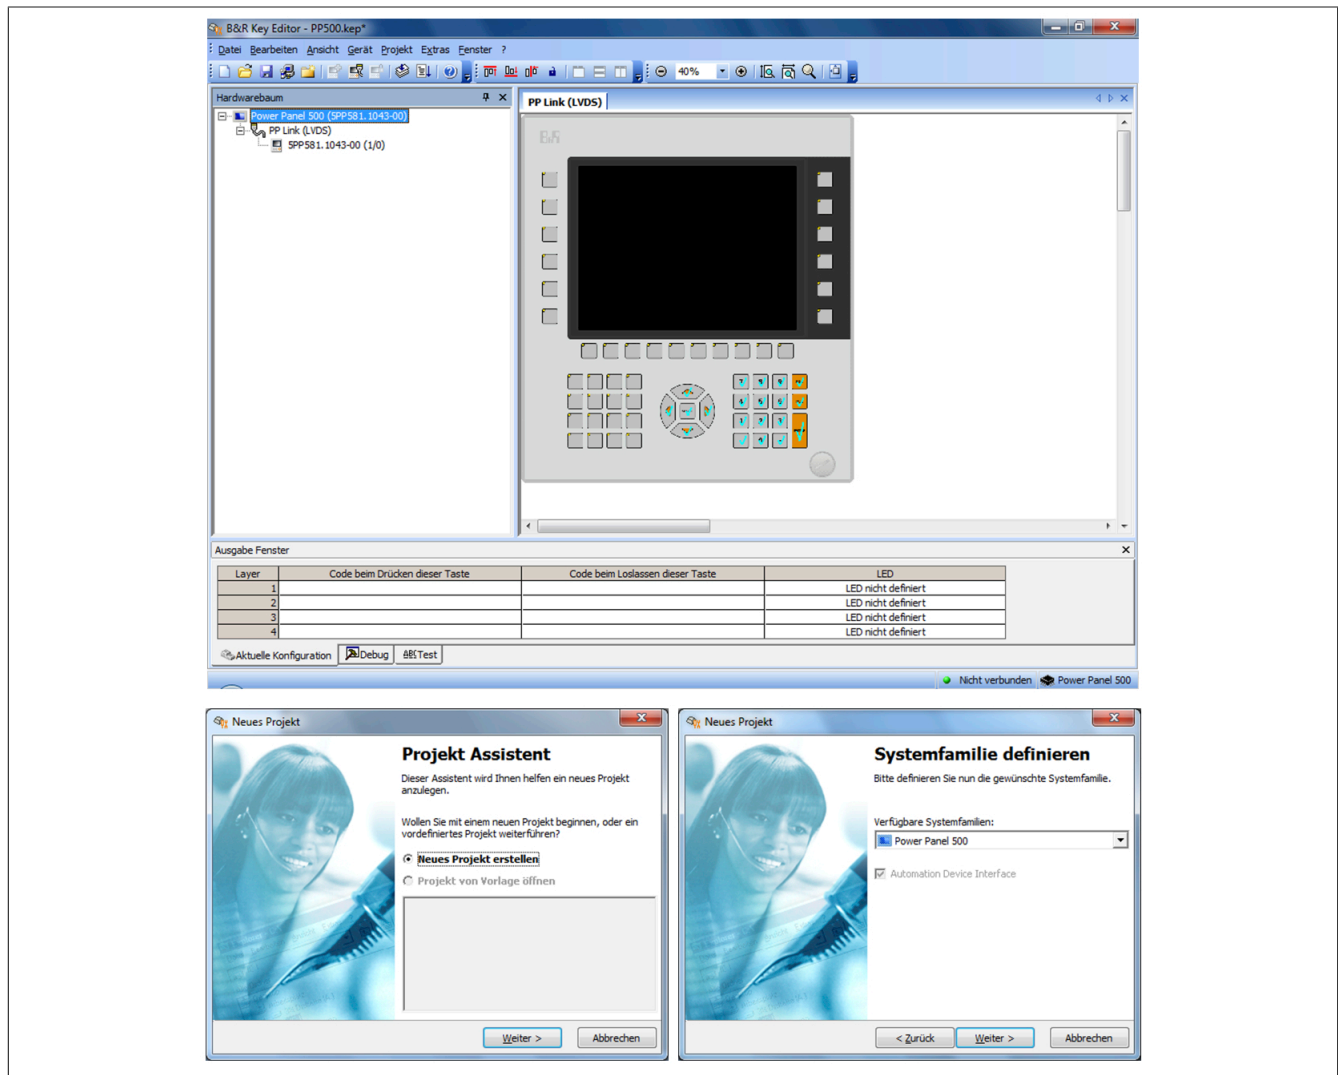 B&R Key Editor - PP500.kep*
Datei Bearbeiten Ansicht Gerät Projekt Extras Fenster ?
40%
Hardwarebaum
PP Link (LVDS)
Power Panel 500 (5PP581.1043-00)
PP Link (LVDS)
5PP581.1043-00 (1/0)
B&R
Ausgabe Fenster
Layer Code beim Drücken dieser Taste Code beim Loslassen dieser Taste LED
1 LED nicht definiert
2 LED nicht definiert
3 LED nicht definiert
4 LED nicht definiert
Aktuelle Konfiguration Debug Test
Nicht verbunden Power Panel 500
Neues Projekt
Projekt Assistent
Dieser Assistent wird Ihnen helfen ein neues Projekt
anzulegen.
Wollen Sie mit einem neuen Projekt beginnen, oder ein
vordefiniertes Projekt weiterführen?
Neues Projekt erstellen
Projekt von Vorlage öffnen
Weiter > Abbrechen
Neues Projekt
Systemfamilie definieren
Bitte definieren Sie nun die gewünschte Systemfamilie.
Verfügbare Systemfamilien:
Power Panel 500
Automation Device Interface
< Zurück Weiter > Abbrechen